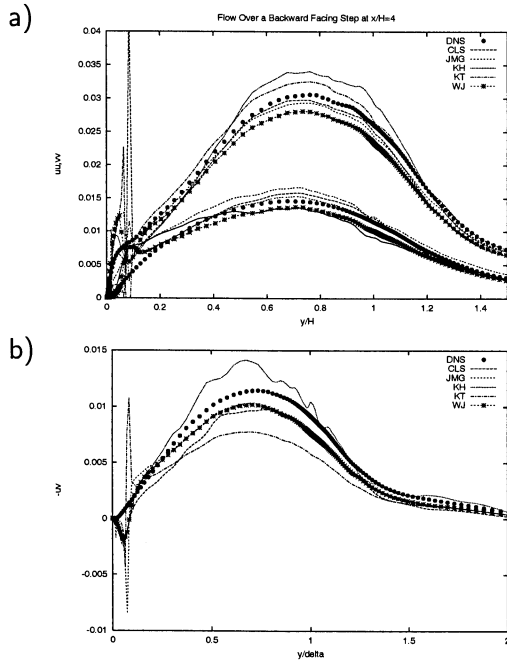 a)
Flow Over a Backward Facing Step at x/H=4
0.04
0.035
0.03
0.025
0.02
0.015
0.01
0.005
0
uu,vv
DNS
CLS
JMG
KH
KT
WJ
0 0.2 0.4 0.6 0.8 1 1.2 1.4
y/H
b)
0.015
0.01
0.005
0
-0.005
-0.01
-uv
DNS
CLS
JMG
KH
KT
WJ
0 0.5 1 1.5 2
y/delta